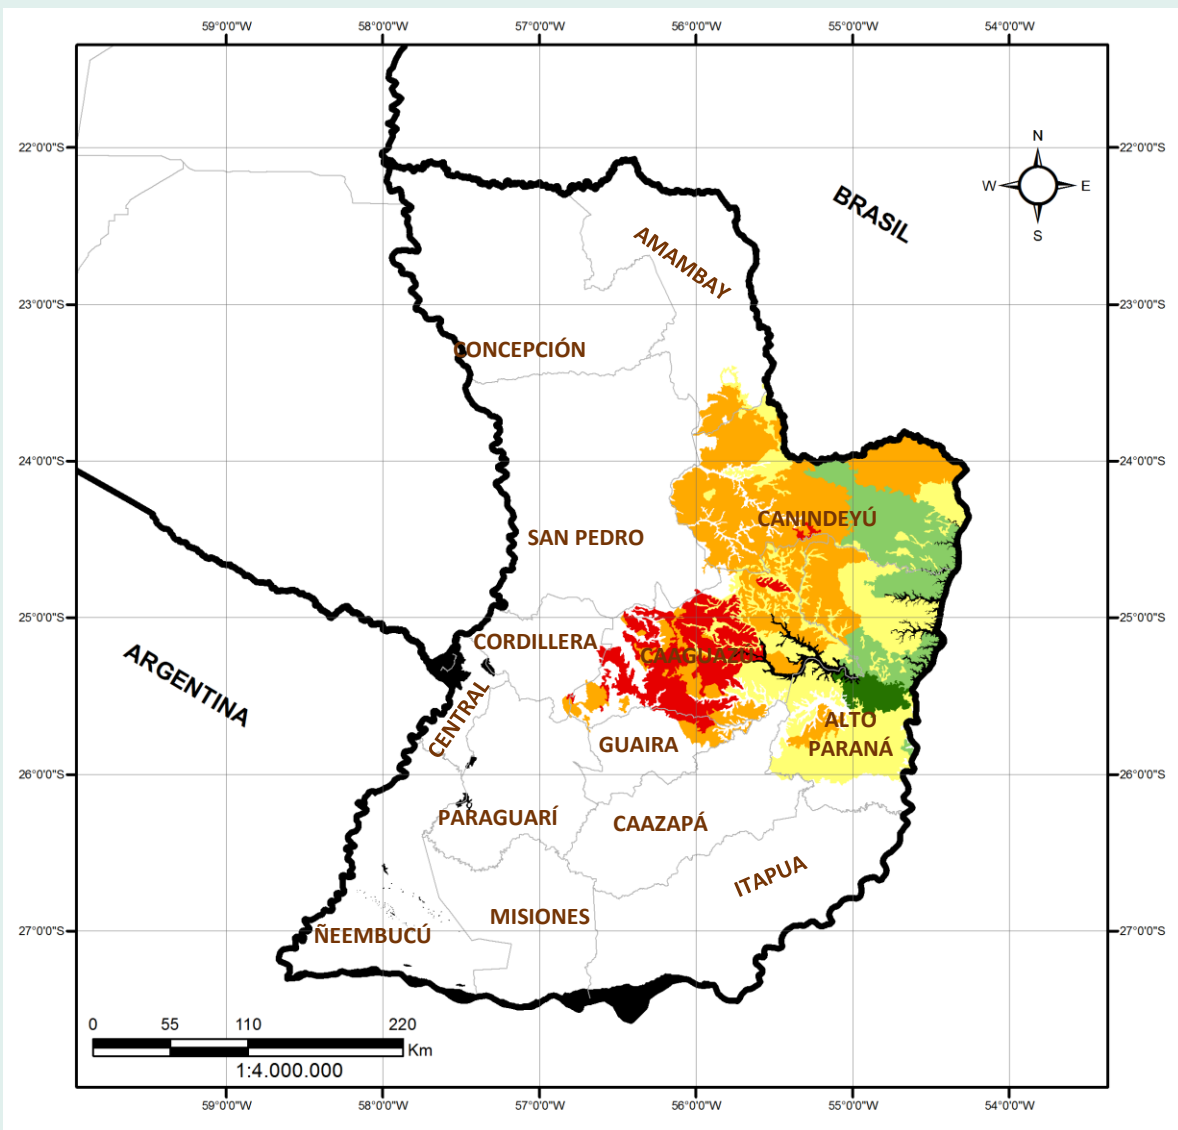 59°0'0"W 58°0'0"W 57°0'0"W 56°0'0"W 55°0'0"W 54°0'0"W
N
W E
S
22°0'0"S 22°0'0"S
BRASIL
AMAMBAY
23°0'0"S 23°0'0"S
CONCEPCIÓN
24°0'0"S 24°0'0"S
CANINDEYÚ
SAN PEDRO
25°0'0"S 25°0'0"S
CORDILLERA
CAAGUAZÚ
ARGENTINA
CENTRAL
ALTO
PARANÁ
GUAIRA
26°0'0"S 26°0'0"S
PARAGUARÍ
CAAZAPÁ
ITAPUA
MISIONES
ÑEEMBUCÚ
27°0'0"S 27°0'0"S
0 55 110 220
Km
1:4.000.000
59°0'0"W 58°0'0"W 57°0'0"W 56°0'0"W 55°0'0"W 54°0'0"W